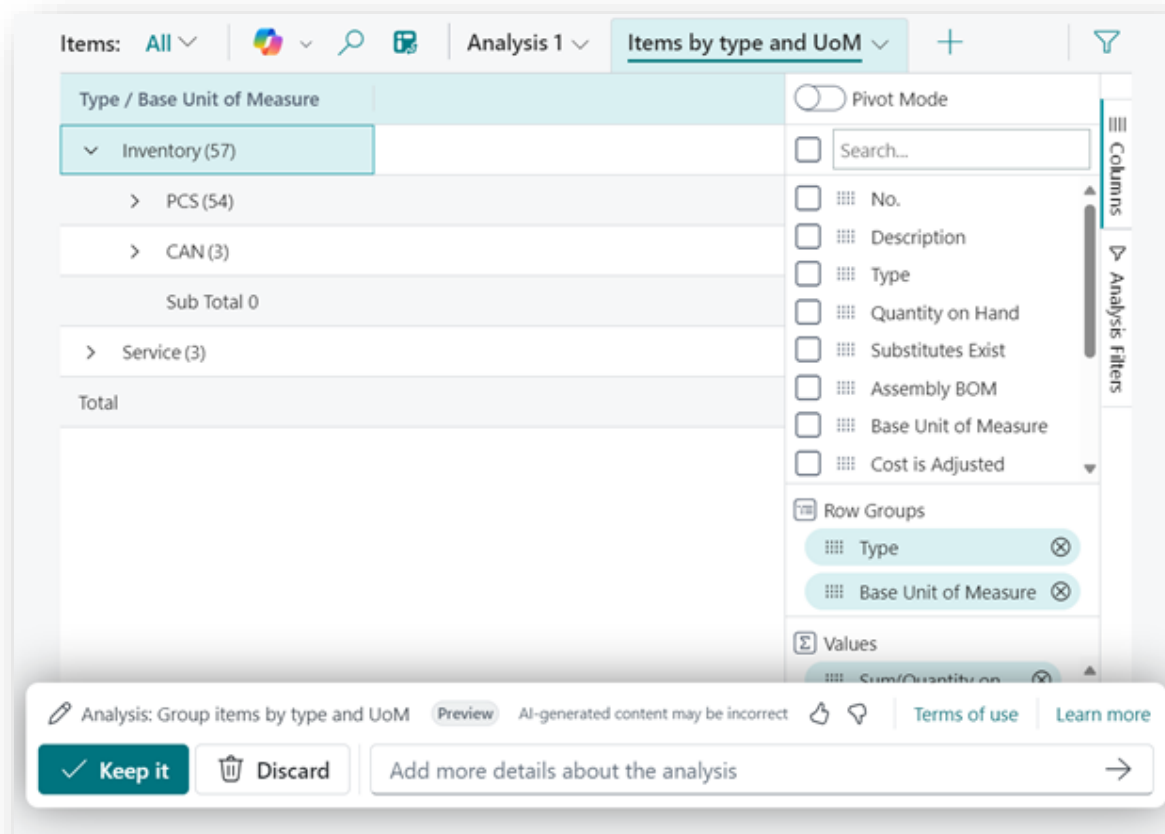 Items: All Analysis 1 Items by type and UoM
Type / Base Unit of Measure
Inventory (57)
PCS (54)
CAN (3)
Sub Total 0
Service (3)
Total
Pivot Mode
Search...
No.
Description
Type
Quantity on Hand
Substitutes Exist
Assembly BOM
Base Unit of Measure
Cost is Adjusted
Row Groups
Type
Base Unit of Measure
Values
Sum(Quantity on
Columns
Analysis Filters
Analysis: Group items by type and UoM Preview AI-generated content may be incorrect Terms of use Learn more
Keep it Discard Add more details about the analysis